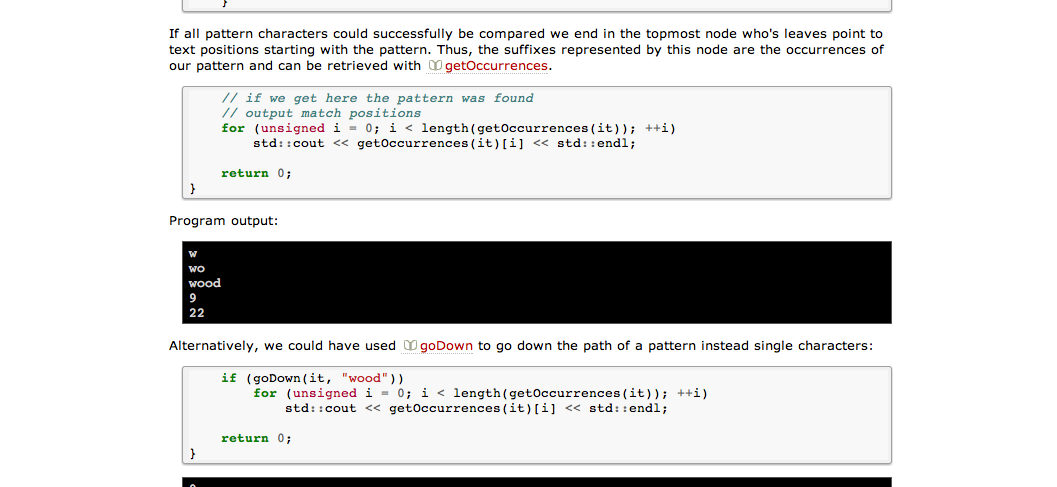 }
If all pattern characters could successfully be compared we end in the topmost node who's leaves point to
text positions starting with the pattern. Thus, the suffixes represented by this node are the occurrences of
our pattern and can be retrieved with getOccurrences.
// if we get here the pattern was found
// output match positions
for (unsigned i = 0; i < length(getOccurrences(it)); ++i)
std::cout << getOccurrences(it)[i] << std::endl;
return 0;
}
Program output:
w
wo
wood
9
22
Alternatively, we could have used goDown to go down the path of a pattern instead single characters:
if (goDown(it, "wood"))
for (unsigned i = 0; i < length(getOccurrences(it)); ++i)
std::cout << getOccurrences(it)[i] << std::endl;
return 0;
}